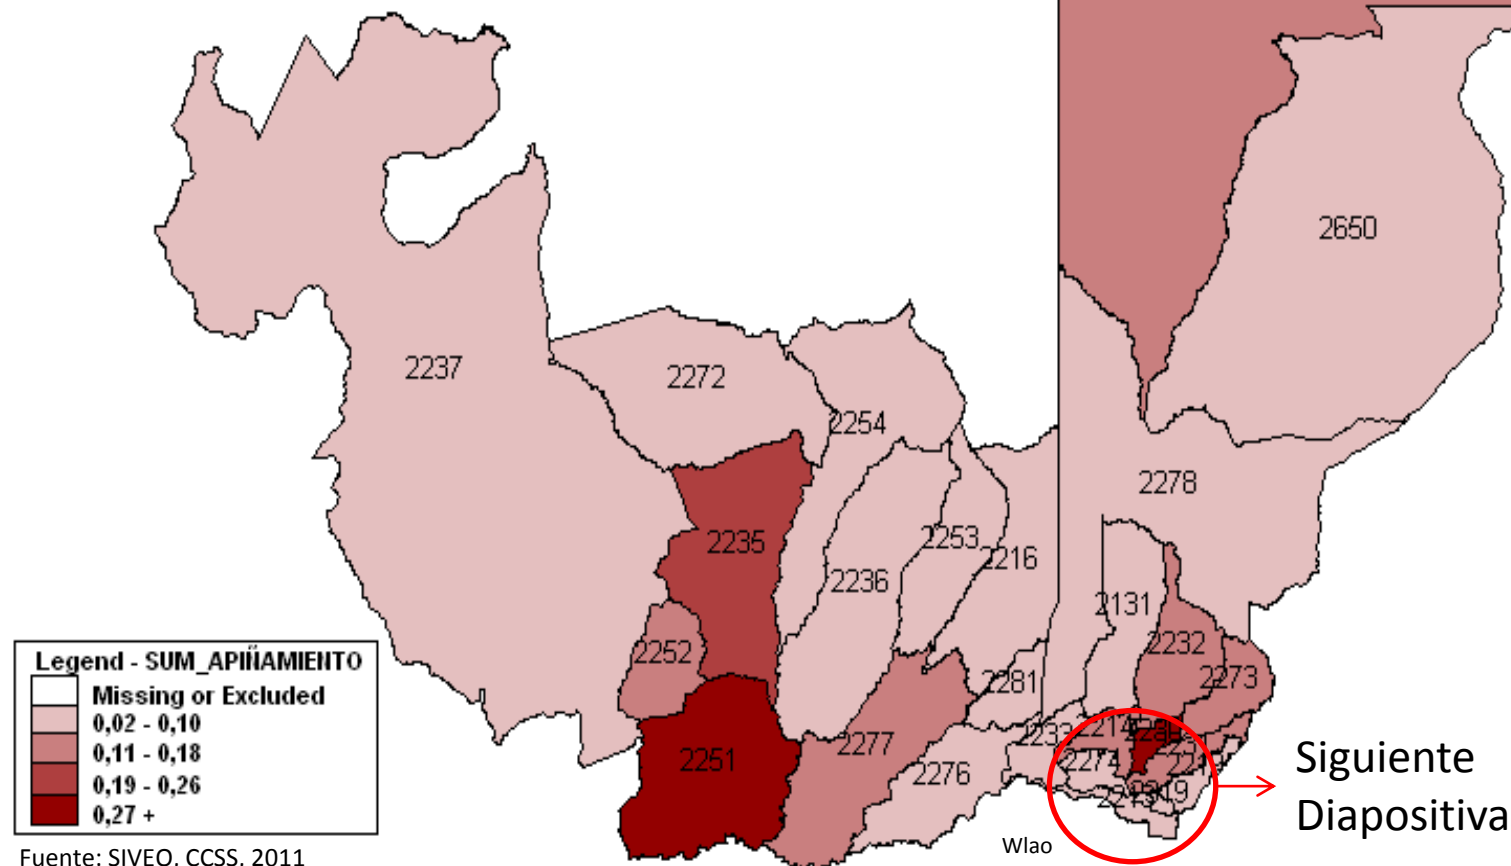 2650
2237
2272
2254
2278
2235
2253
2216
2236
2131
2232
2252
2273
2281
2233
2277
2251
2274
2276
Legend - SUM_APIÑAMIENTO
Missing or Excluded
0,02 - 0,10
0,11 - 0,18
0,19 - 0,26
0,27 +
Siguiente
Diapositiva
Wlao
Fuente: SIVEO. CCSS. 2011